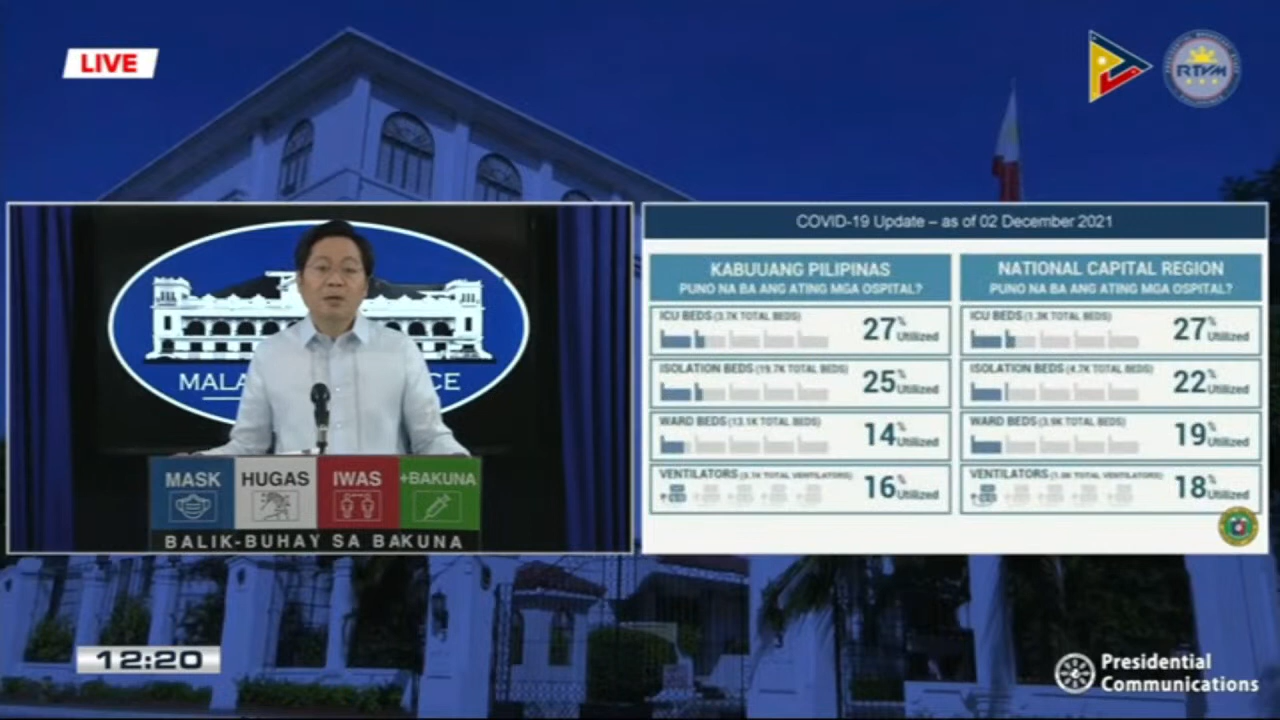 LIVE
RTVM
COVID-19 Update – as of 02 December 2021
KABUUANG PILIPINAS
PUNO NA BA ANG ATING MGA OSPITAL?
ICU BEDS (3.7K TOTAL BEDS)
27% Utilized
ISOLATION BEDS (19.7K TOTAL BEDS)
25% Utilized
WARD BEDS (13.1K TOTAL BEDS)
14% Utilized
VENTILATORS TOTAL VENTILATORS)
16% Utilized
NATIONAL CAPITAL REGION
PUNO NA BA ANG ATING MGA OSPITAL?
ICU BEDS (1.3K TOTAL BEDS)
27% Utilized
ISOLATION BEDS (4.7K TOTAL BEDS)
22% Utilized
WARD BEDS (3.9K TOTAL BEDS)
19% Utilized
VENTILATORS TOTAL VENTILATORS)
18% Utilized
MALA CE
MASK
HUGAS
IWAS
+BAKUNA
BALIK-BUHAY SA BAKUNA
12:20
Presidential
Communications